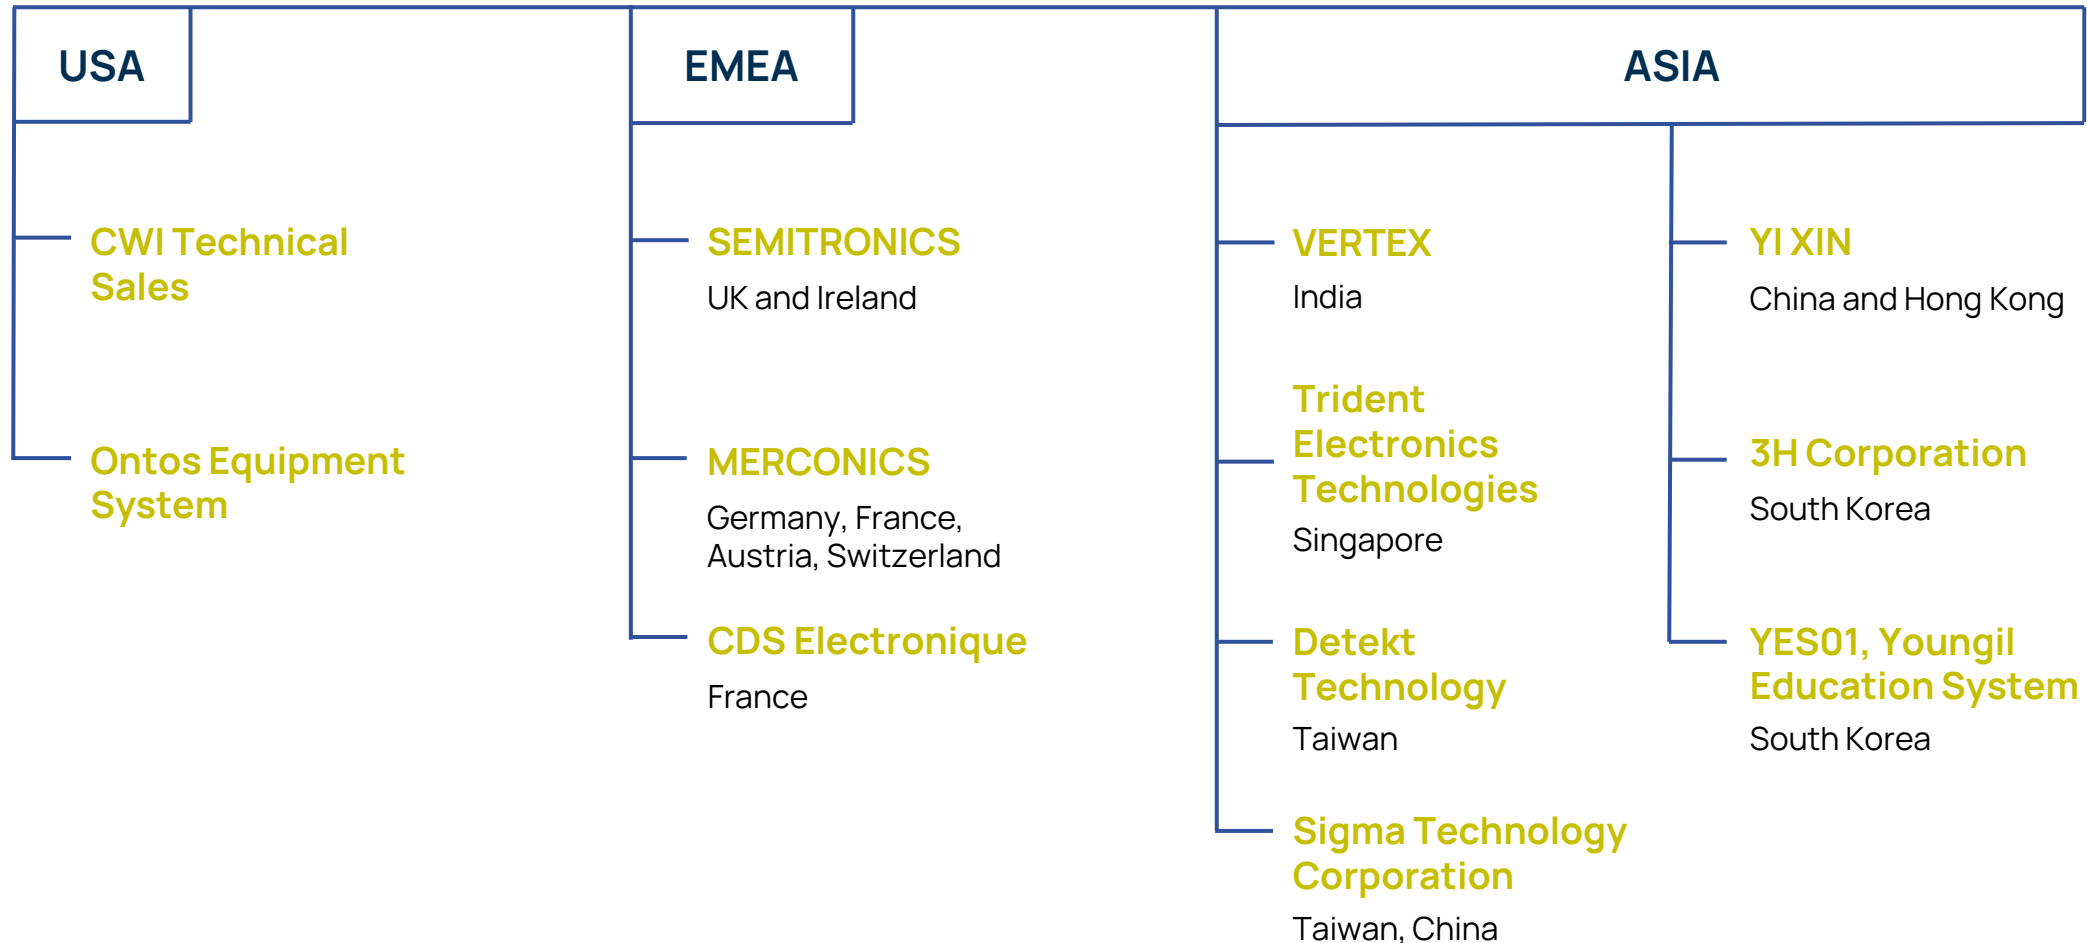 USA
CWI Technical
Sales
Ontos Equipment
System
EMEA
SEMITRONICS
UK and Ireland
MERCONICS
Germany, France,
Austria, Switzerland
CDS Electronique
France
ASIA
VERTEX
India
Trident
Electronics
Technologies
Singapore
Detekt
Technology
Taiwan
Sigma Technology
Corporation
Taiwan, China
YI XIN
China and Hong Kong
3H Corporation
South Korea
YES01, Youngil
Education System
South Korea